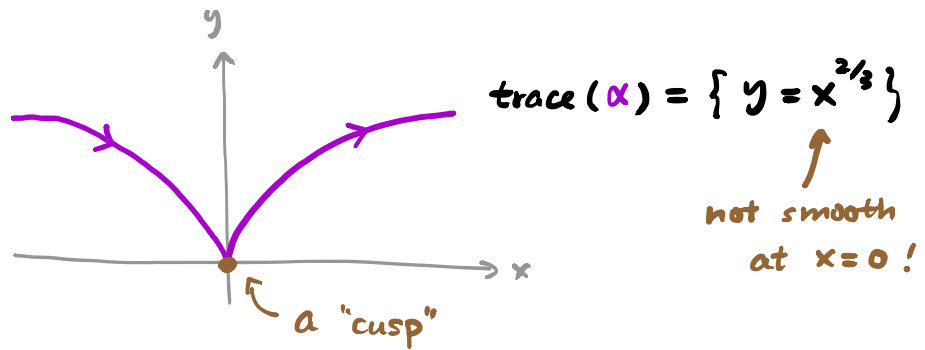 y
trace(α) = { y = x^{2/3} }
not smooth
at x=0 !
x
a "cusp"